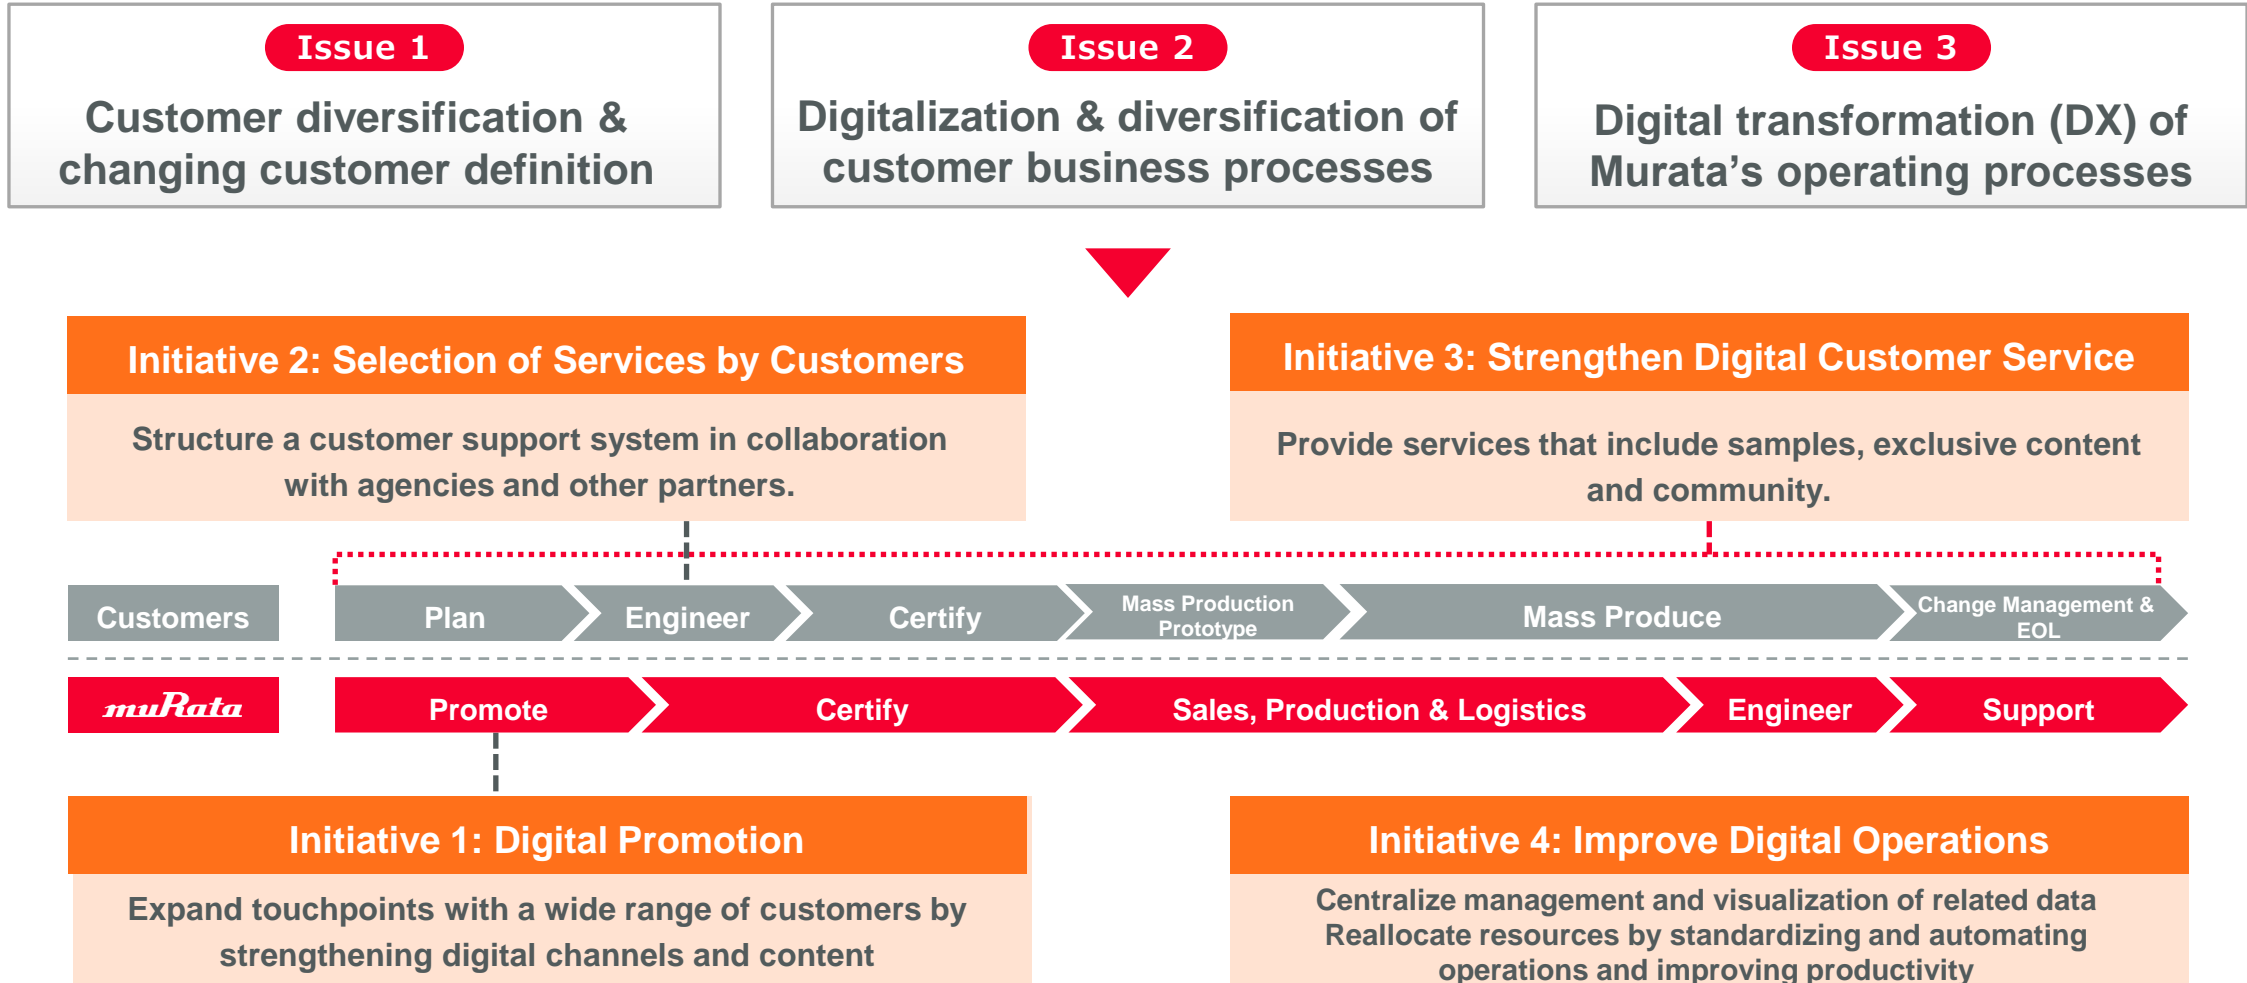 Issue 1
Customer diversification &
changing customer definition
Issue 2
Digitalization & diversification of
customer business processes
Issue 3
Digital transformation (DX) of
Murata’s operating processes
Initiative 2: Selection of Services by Customers
Structure a customer support system in collaboration
with agencies and other partners.
Initiative 3: Strengthen Digital Customer Service
Provide services that include samples, exclusive content
and community.
Customers
Plan
Engineer
Certify
Mass Production
Prototype
Mass Produce
Change Management &
EOL
muRata
Promote
Certify
Sales, Production & Logistics
Engineer
Support
Initiative 1: Digital Promotion
Expand touchpoints with a wide range of customers by
strengthening digital channels and content
Initiative 4: Improve Digital Operations
Centralize management and visualization of related data
Reallocate resources by standardizing and automating
operations and improving productivity